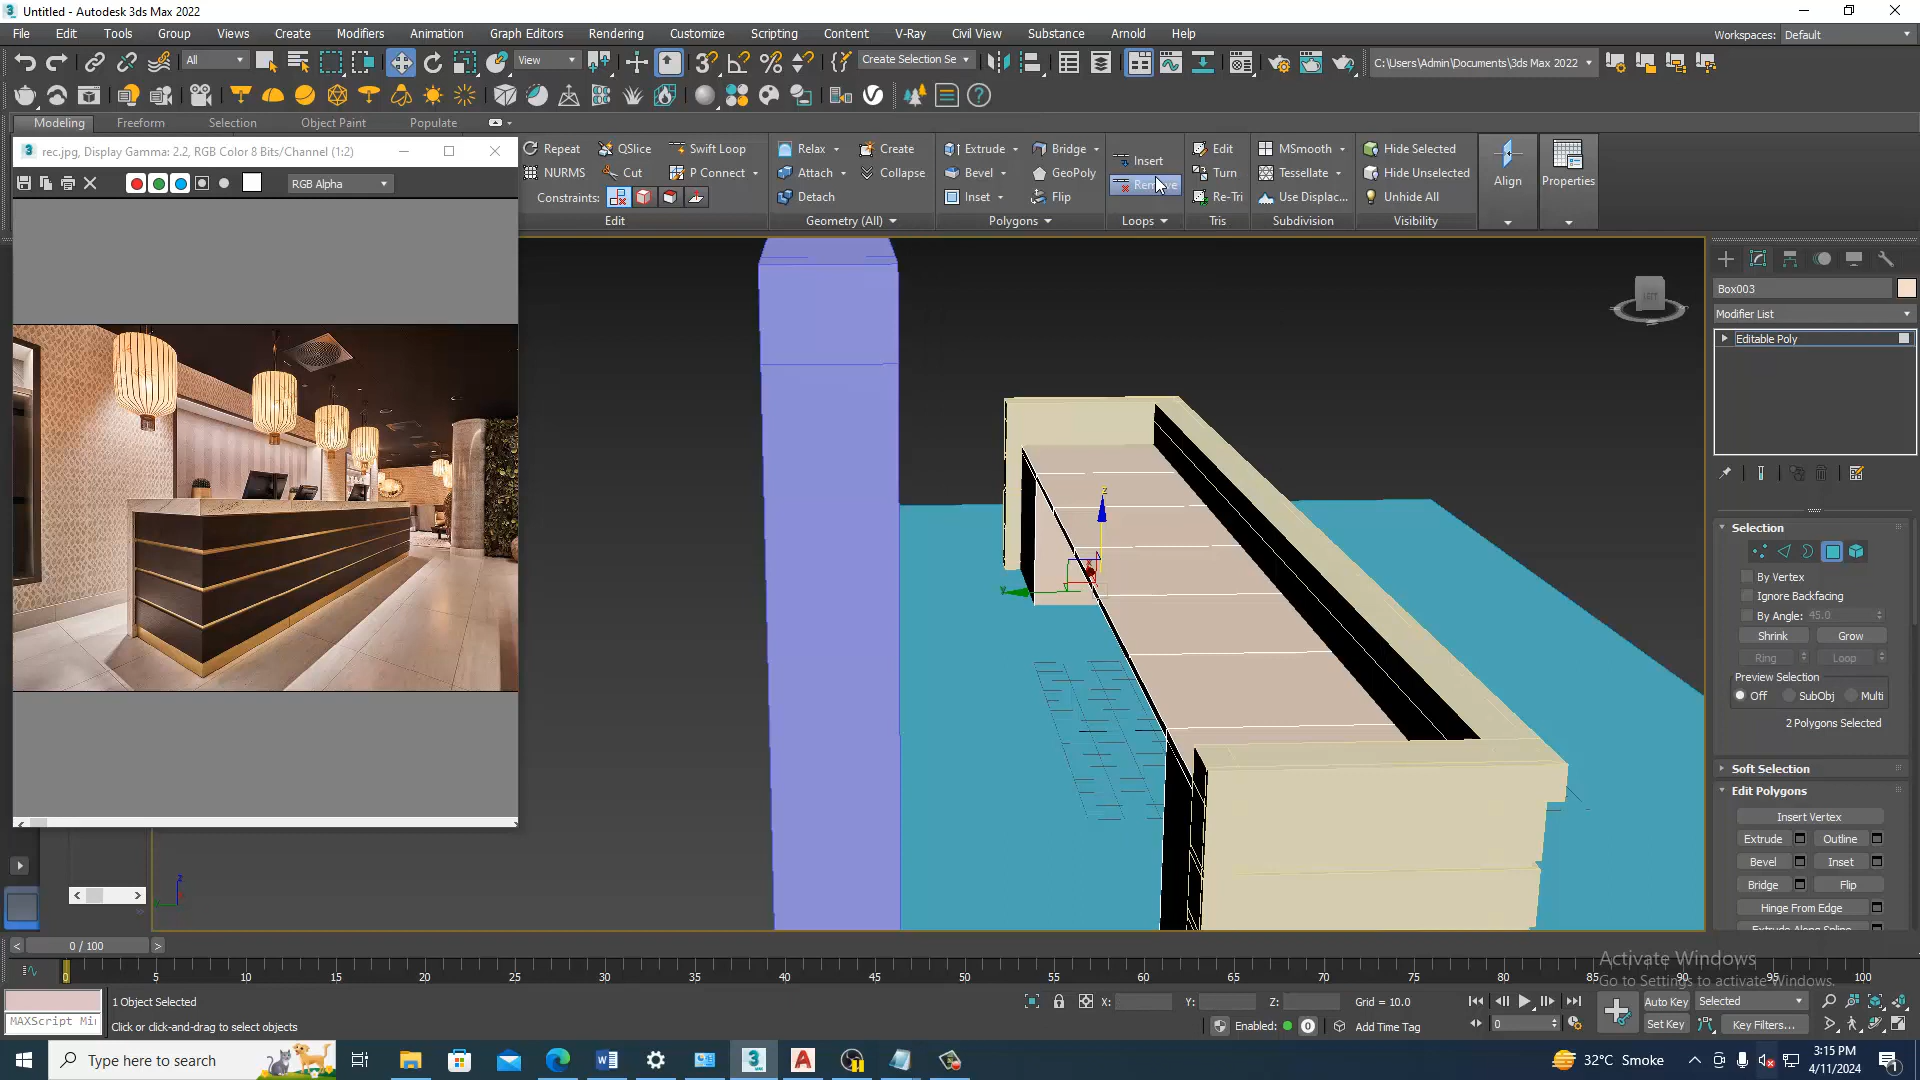 Untitled - Autodesk 3ds Max 2022
File Edit Tools Group Views Create Modifiers Animation Graph Editors Rendering Customize Scripting Content V-Ray Civil View Substance Arnold Help
Workspaces: Default
All View Create Selection Se C:\Users\Admin\Documents\3ds Max 2022
Modeling Freeform Selection Object Paint Populate
rec.jpg, Display Gamma: 2.2, RGB Color 8 Bits/Channel (1:2)
RGB Alpha
Repeat QSlice Swift Loop Relax Create Extrude Bridge Insert Edit MSmooth Hide Selected
NURMS Cut P Connect Attach Collapse Bevel GeoPoly Remove Turn Tessellate Hide Unselected
Constraints: Detach Inset Flip Re-Tri Use Displac... Unhide All
Align Properties
Edit Geometry (All) Polygons Loops Tris Subdivision Visibility
LEFT
Box003
Modifier List
Editable Poly
Selection
By Vertex
Ignore Backfacing
By Angle: 45.0
Shrink Grow
Ring Loop
Preview Selection
Off SubObj Multi
2 Polygons Selected
Soft Selection
Edit Polygons
Insert Vertex
Extrude Outline
Bevel Inset
Bridge Flip
Hinge From Edge
Extrude Along Spline
z
y
z
Activate Windows
Go to Settings to activate Windows.
< 0 / 100 >
0 5 10 15 20 25 30 35 40 45 50 55 60 65 70 75 80 85 90 95 100
1 Object Selected
MAXScript Mi
Click or click-and-drag to select objects
X: Y: Z: Grid = 10.0
Enabled: 0 Add Time Tag
0
Auto Key Selected
Set Key Key Filters...
Type here to search
32°C Smoke
3:15 PM
4/11/2024
1